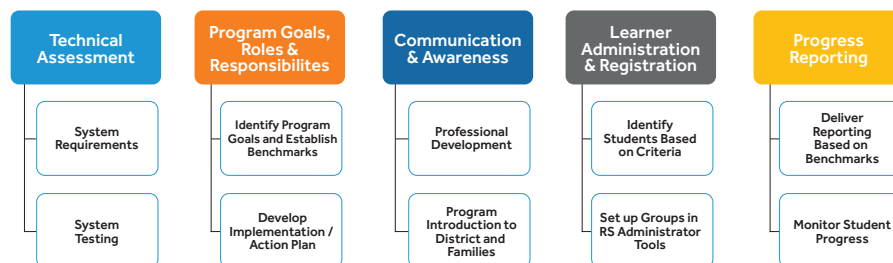 Technical
Assessment
System
Requirements
System
Testing
Program Goals,
Roles &
Responsibilites
Identify Program
Goals and Establish
Benchmarks
Develop
Implementation /
Action Plan
Communication
& Awareness
Professional
Development
Program
Introduction to
District and
Families
Learner
Administration
& Registration
Identify
Students Based
on Criteria
Set up Groups in
RS Administrator
Tools
Progress
Reporting
Deliver
Reporting
Based on
Benchmarks
Monitor Student
Progress